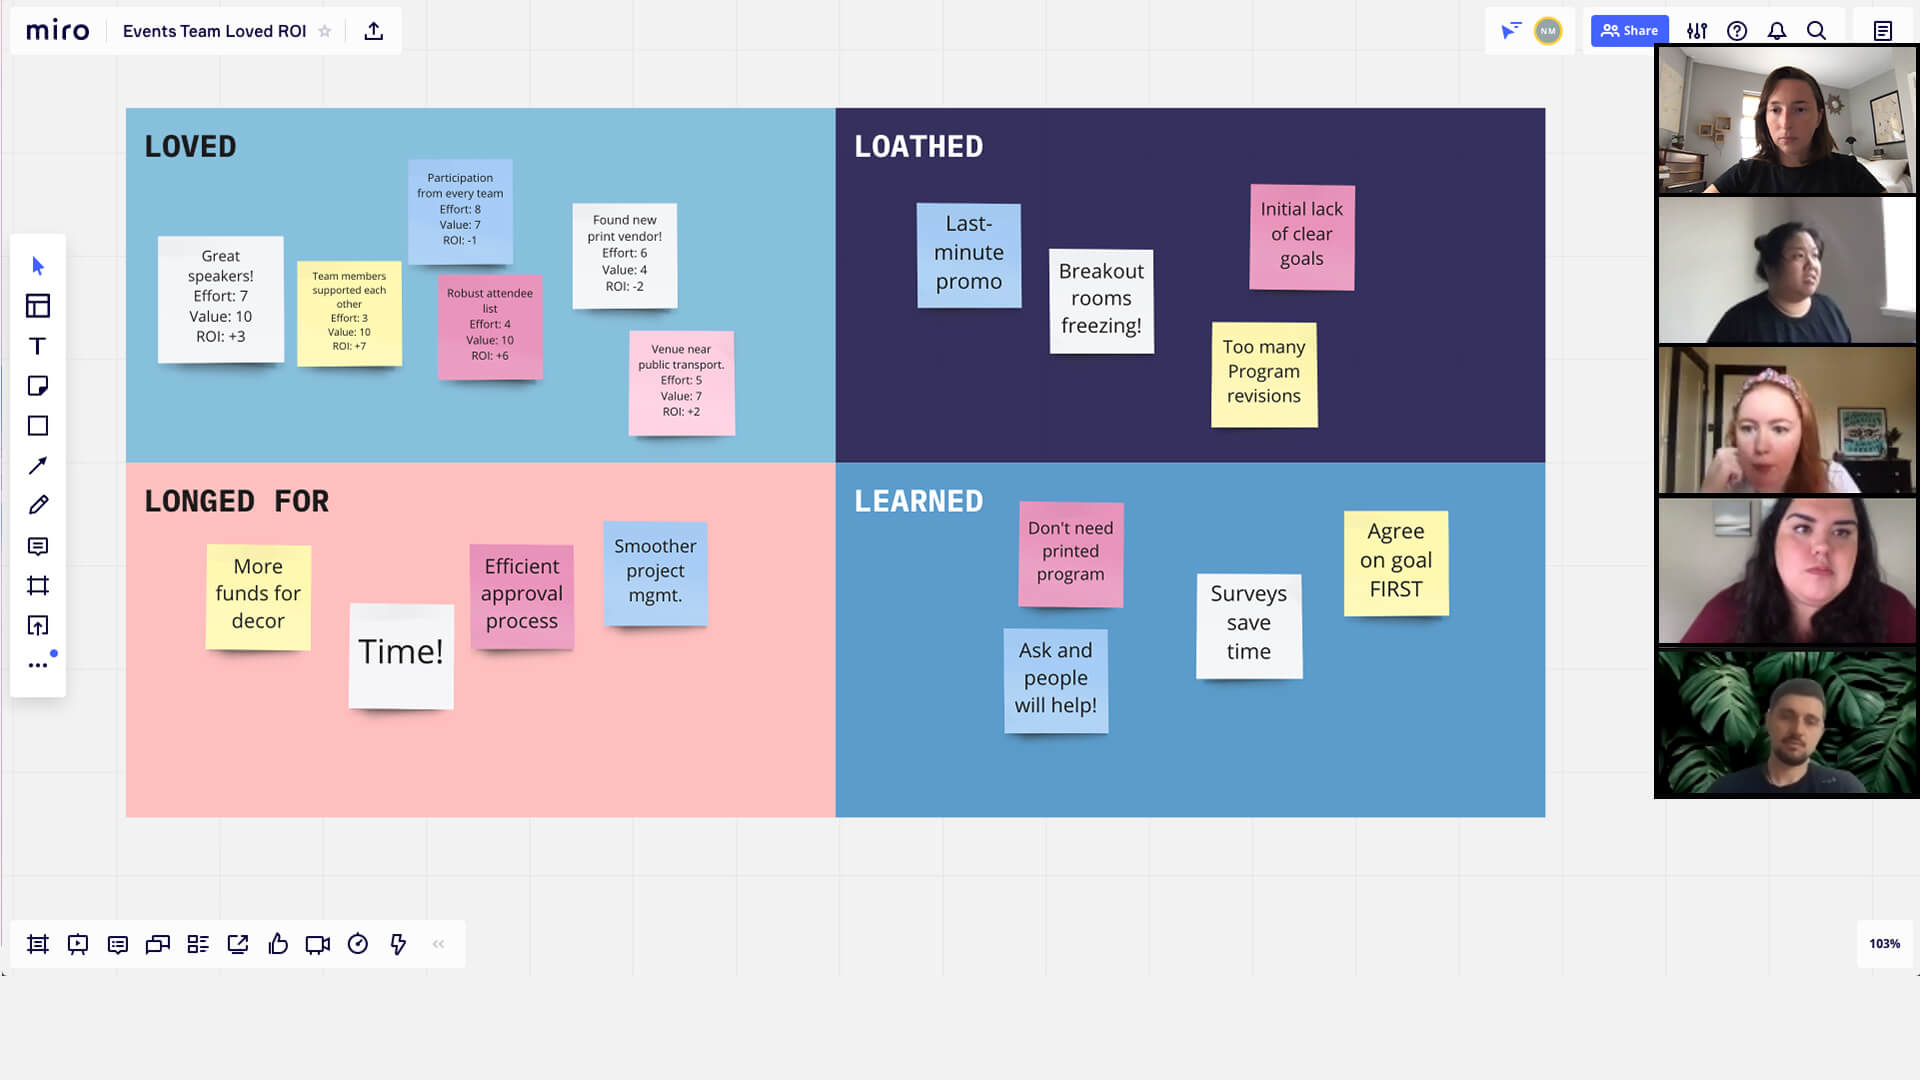 miro
Events Team Loved ROI
NM
Share
LOVED
Participation
from every team
Effort: 8
Value: 7
ROI: -1
Found new
print vendor!
Effort: 6
Value: 4
ROI: -2
Great
speakers!
Effort: 7
Value: 10
ROI: +3
Team members
supported each
other
Effort: 3
Value: 10
ROI: +7
Robust attendee
list
Effort: 4
Value: 10
ROI: +6
Venue near
public transport.
Effort: 5
Value: 7
ROI: +2
LOATHED
Last-
minute
promo
Breakout
rooms
freezing!
Initial lack
of clear
goals
Too many
Program
revisions
LONGED FOR
More
funds for
decor
Time!
Efficient
approval
process
Smoother
project
mgmt.
LEARNED
Don't need
printed
program
Ask and
people
will help!
Surveys
save
time
Agree
on goal
FIRST
T
103%